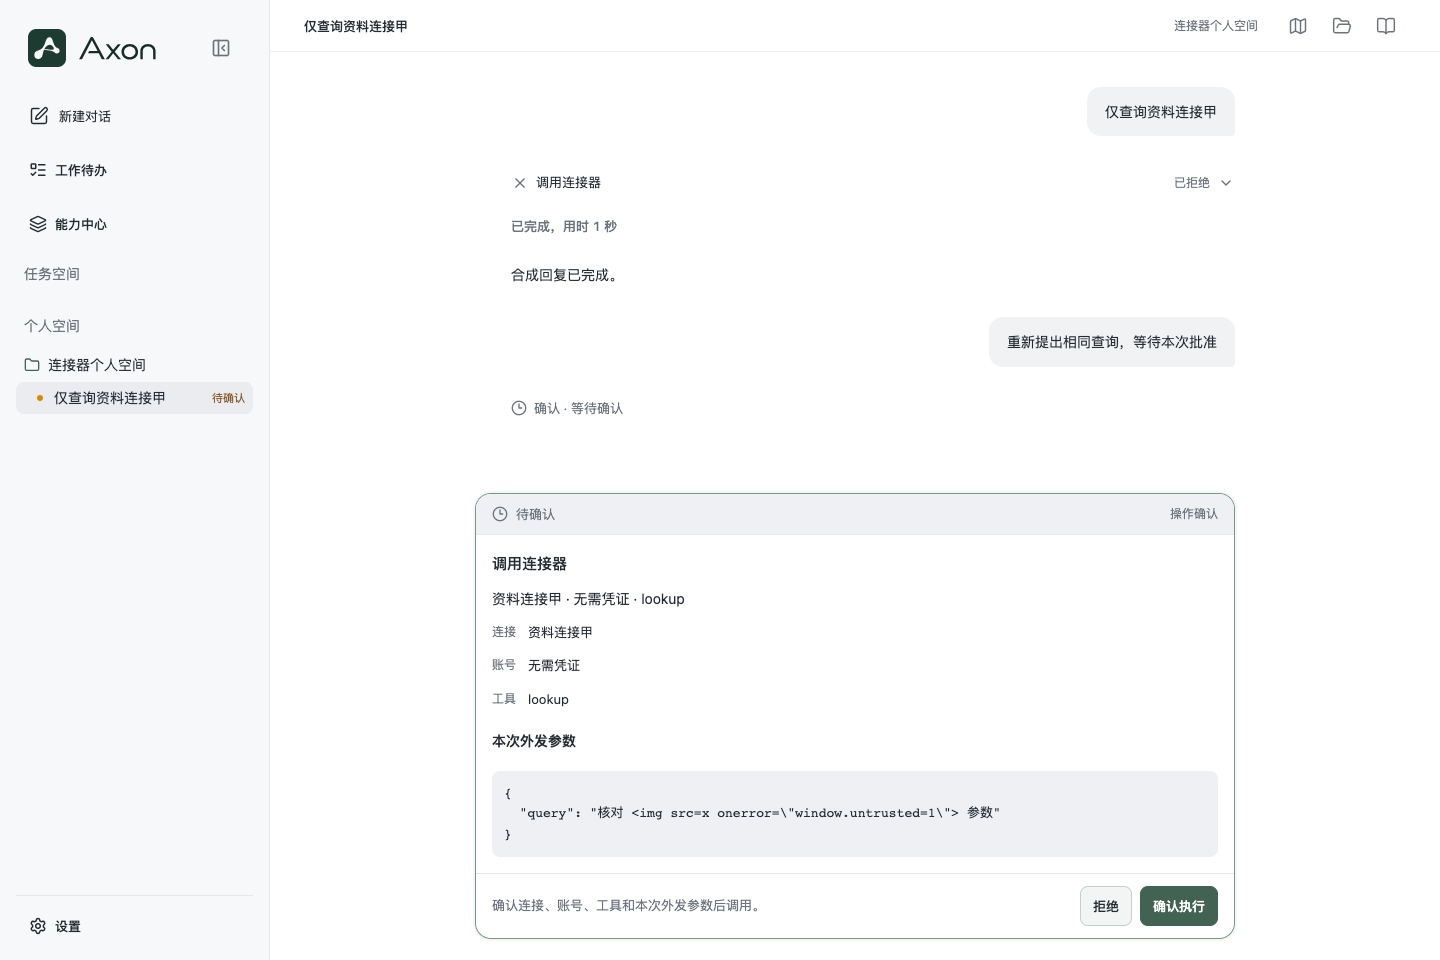 Axon
新建对话
工作待办
能力中心
任务空间
个人空间
连接器个人空间
仅查询资料连接甲 待确认
设置
仅查询资料连接甲
连接器个人空间
仅查询资料连接甲
调用连接器 已拒绝
已完成，用时 1 秒
合成回复已完成。
重新提出相同查询，等待本次批准
确认 · 等待确认
待确认 操作确认
调用连接器
资料连接甲 · 无需凭证 · lookup
连接 资料连接甲
账号 无需凭证
工具 lookup
本次外发参数
{
"query": "核对 <img src=x onerror=\"window.untrusted=1\"> 参数"
}
确认连接、账号、工具和本次外发参数后调用。
拒绝 确认执行